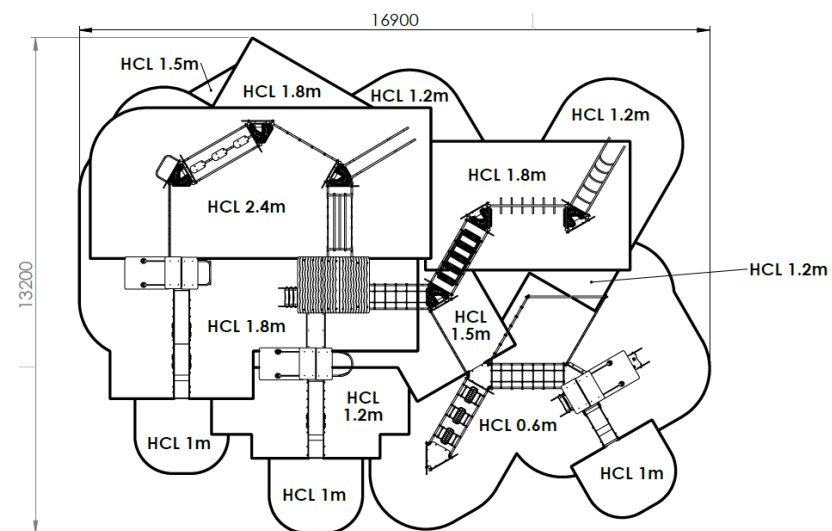 16900
HCL 1.5m
HCL 1.8m
HCL 1.2m
HCL 1.2m
HCL 1.8m
HCL 2.4m
HCL 1.2m
13200
HCL 1.8m
HCL
1.5m
HCL
1.2m
HCL 0.6m
HCL 1m
HCL 1m
HCL 1m